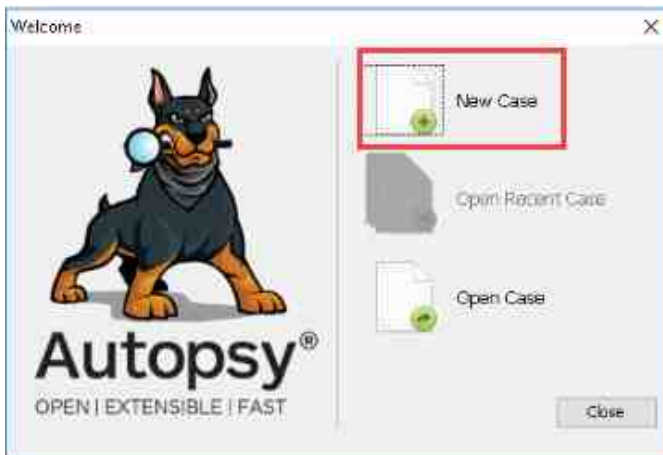 Welcome
New Case
Open Recent Case
Open Case
Autopsy®
OPEN | EXTENSIBLE | FAST
Close